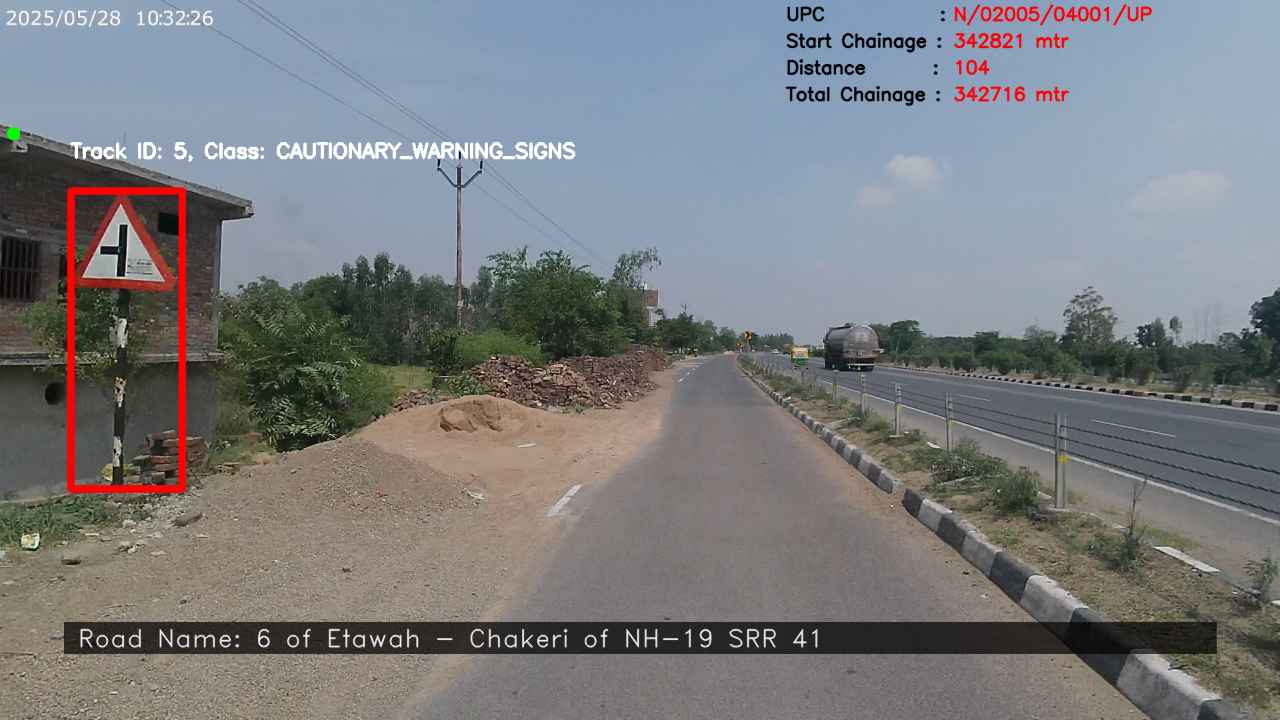 2025/05/28 10:32:26
UPC : N/02005/04001/UP
Start Chainage : 342821 mtr
Distance : 104
Total Chainage : 342716 mtr
Track ID: 5, Class: CAUTIONARY_WARNING_SIGNS
Road Name: 6 of Etawah - Chakeri of NH-19 SRR 41